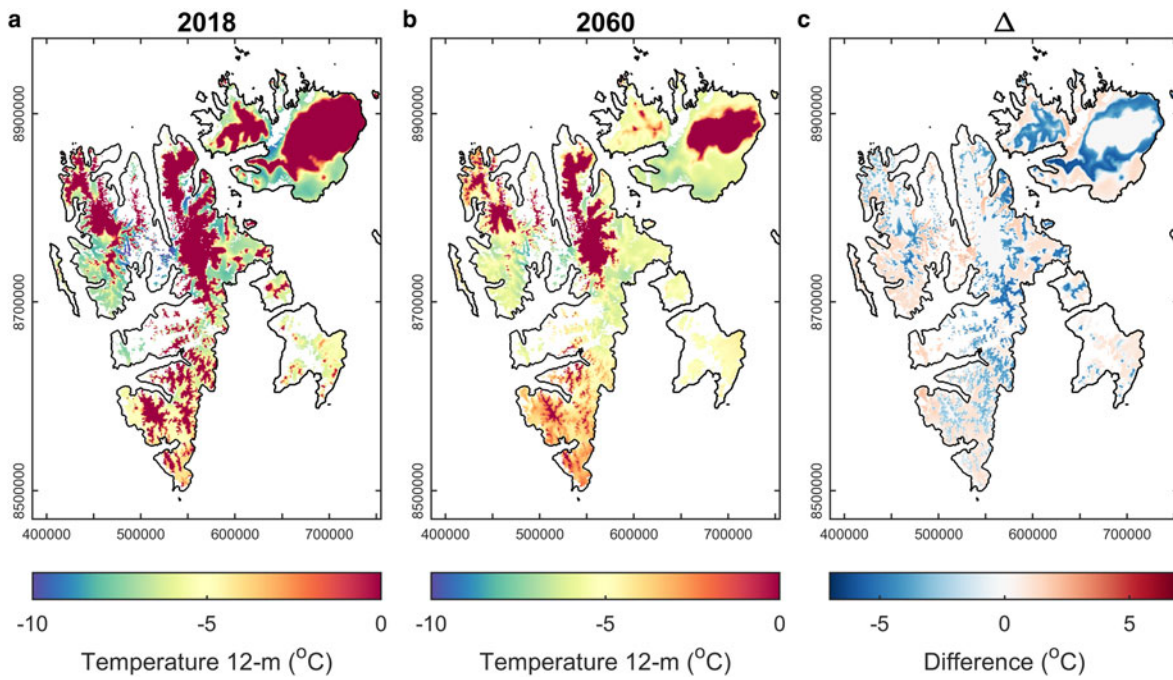 a 2018 b 2060 c Δ
8900000 8900000 8900000
8700000 8700000 8700000
8500000 8500000 8500000
400000 500000 600000 700000 400000 500000 600000 700000 400000 500000 600000 700000
-10 -5 0 -10 -5 0 -5 0 5
Temperature 12-m (°C) Temperature 12-m (°C) Difference (°C)